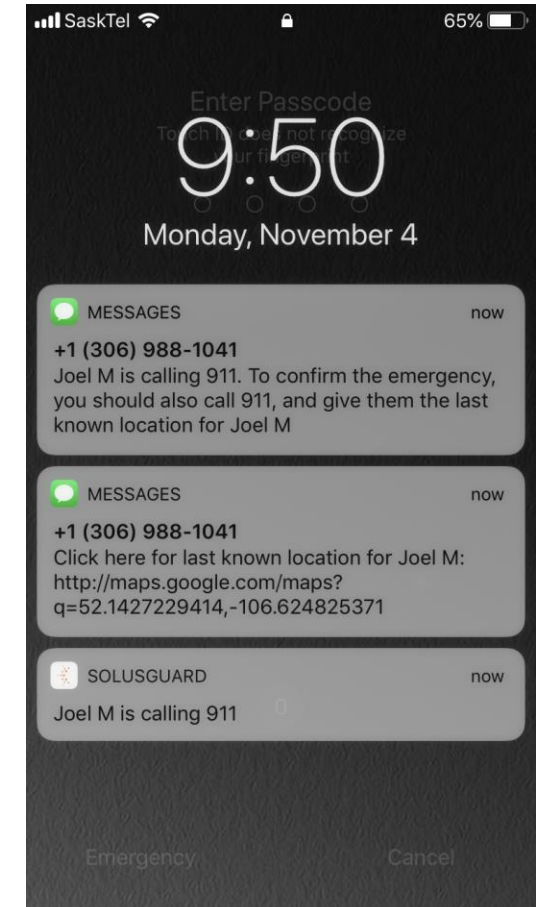 SaskTel
65%
Enter Passcode
Touch ID does not recognize
your fingerprint
9:50
Monday, November 4
MESSAGES now
+1 (306) 988-1041
Joel M is calling 911. To confirm the emergency,
you should also call 911, and give them the last
known location for Joel M
MESSAGES now
+1 (306) 988-1041
Click here for last known location for Joel M:
http://maps.google.com/maps?
q=52.1427229414,-106.624825371
SOLUSGUARD now
Joel M is calling 911
0
Emergency
Cancel